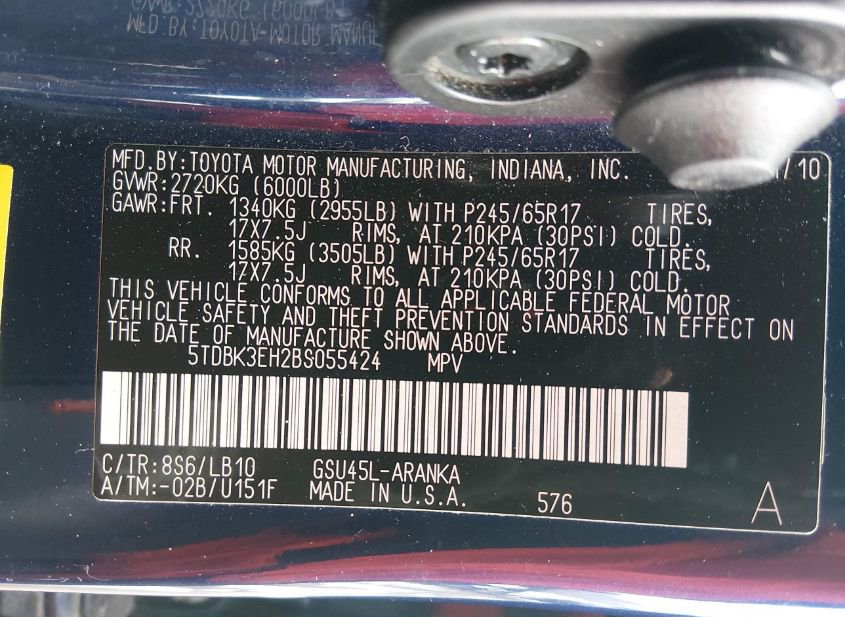 MFD.BY:TOYOTA MOTOR MANUFACTURING, INDIANA, INC. /10
GVWR:2720KG (6000LB)
GAWR:FRT. 1340KG (2955LB) WITH P245/65R17 TIRES,
17X7.5J RIMS, AT 210KPA (30PSI) COLD.
RR. 1585KG (3505LB) WITH P245/65R17 TIRES,
17X7.5J RIMS, AT 210KPA (30PSI) COLD.
THIS VEHICLE CONFORMS TO ALL APPLICABLE FEDERAL MOTOR
VEHICLE SAFETY AND THEFT PREVENTION STANDARDS IN EFFECT ON
THE DATE OF MANUFACTURE SHOWN ABOVE.
5TDBK3EH2BS055424 MPV
C/TR:8S6/LB10 GSU45L-ARANKA
A/TM:-02B/U151F MADE IN U.S.A. 576 A